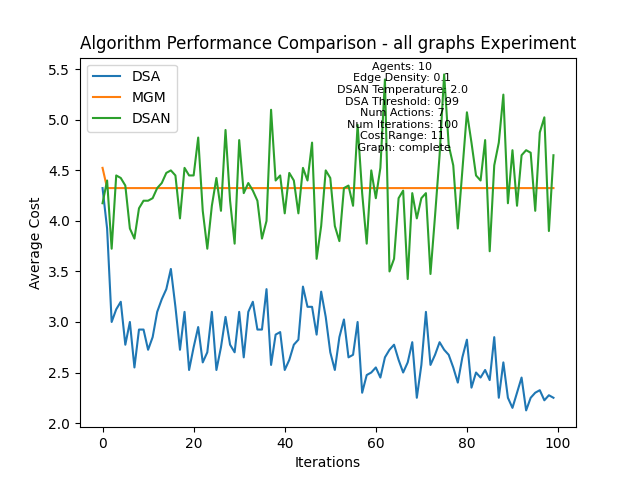 Algorithm Performance Comparison - all graphs Experiment
DSA
MGM
DSAN
Agents: 10
Edge Density: 0.1
DSAN Temperature: 2.0
DSA Threshold: 0.99
Num Actions: 7
Num Iterations: 100
Cost Range: 11
Graph: complete
5.5
5.0
4.5
4.0
3.5
3.0
2.5
2.0
Average Cost
0
20
40
60
80
100
Iterations